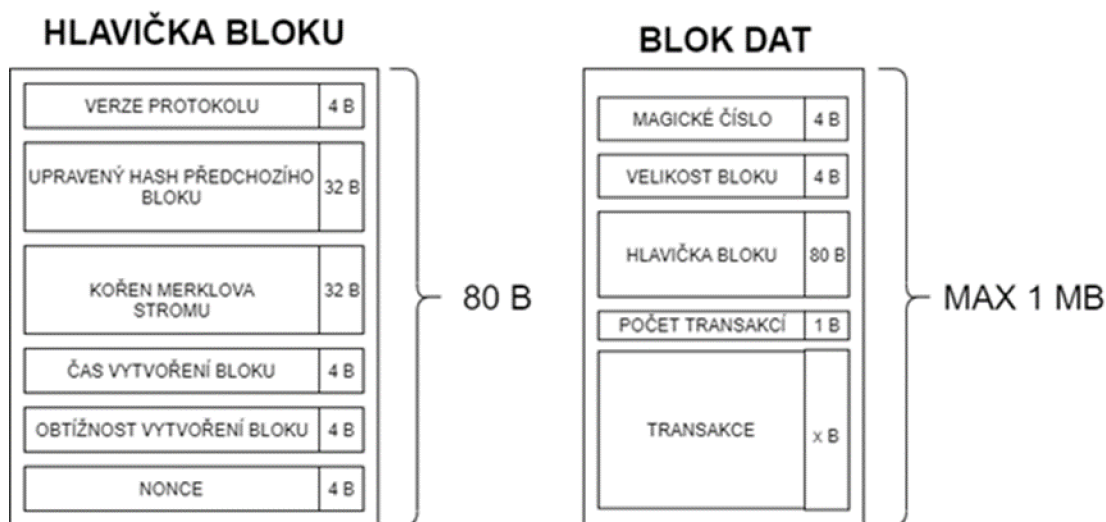 HLAVIČKA BLOKU
VERZE PROTOKOLU 4 B
UPRAVENÝ HASH PŘEDCHOZÍHO
BLOKU 32 B
KOŘEN MERKLOVA
STROMU 32 B
ČAS VYTVOŘENÍ BLOKU 4 B
OBTÍŽNOST VYTVOŘENÍ BLOKU 4 B
NONCE 4 B
80 B
BLOK DAT
MAGICKÉ ČÍSLO 4 B
VELIKOST BLOKU 4 B
HLAVIČKA BLOKU 80 B
POČET TRANSAKCÍ 1 B
TRANSAKCE x B
MAX 1 MB